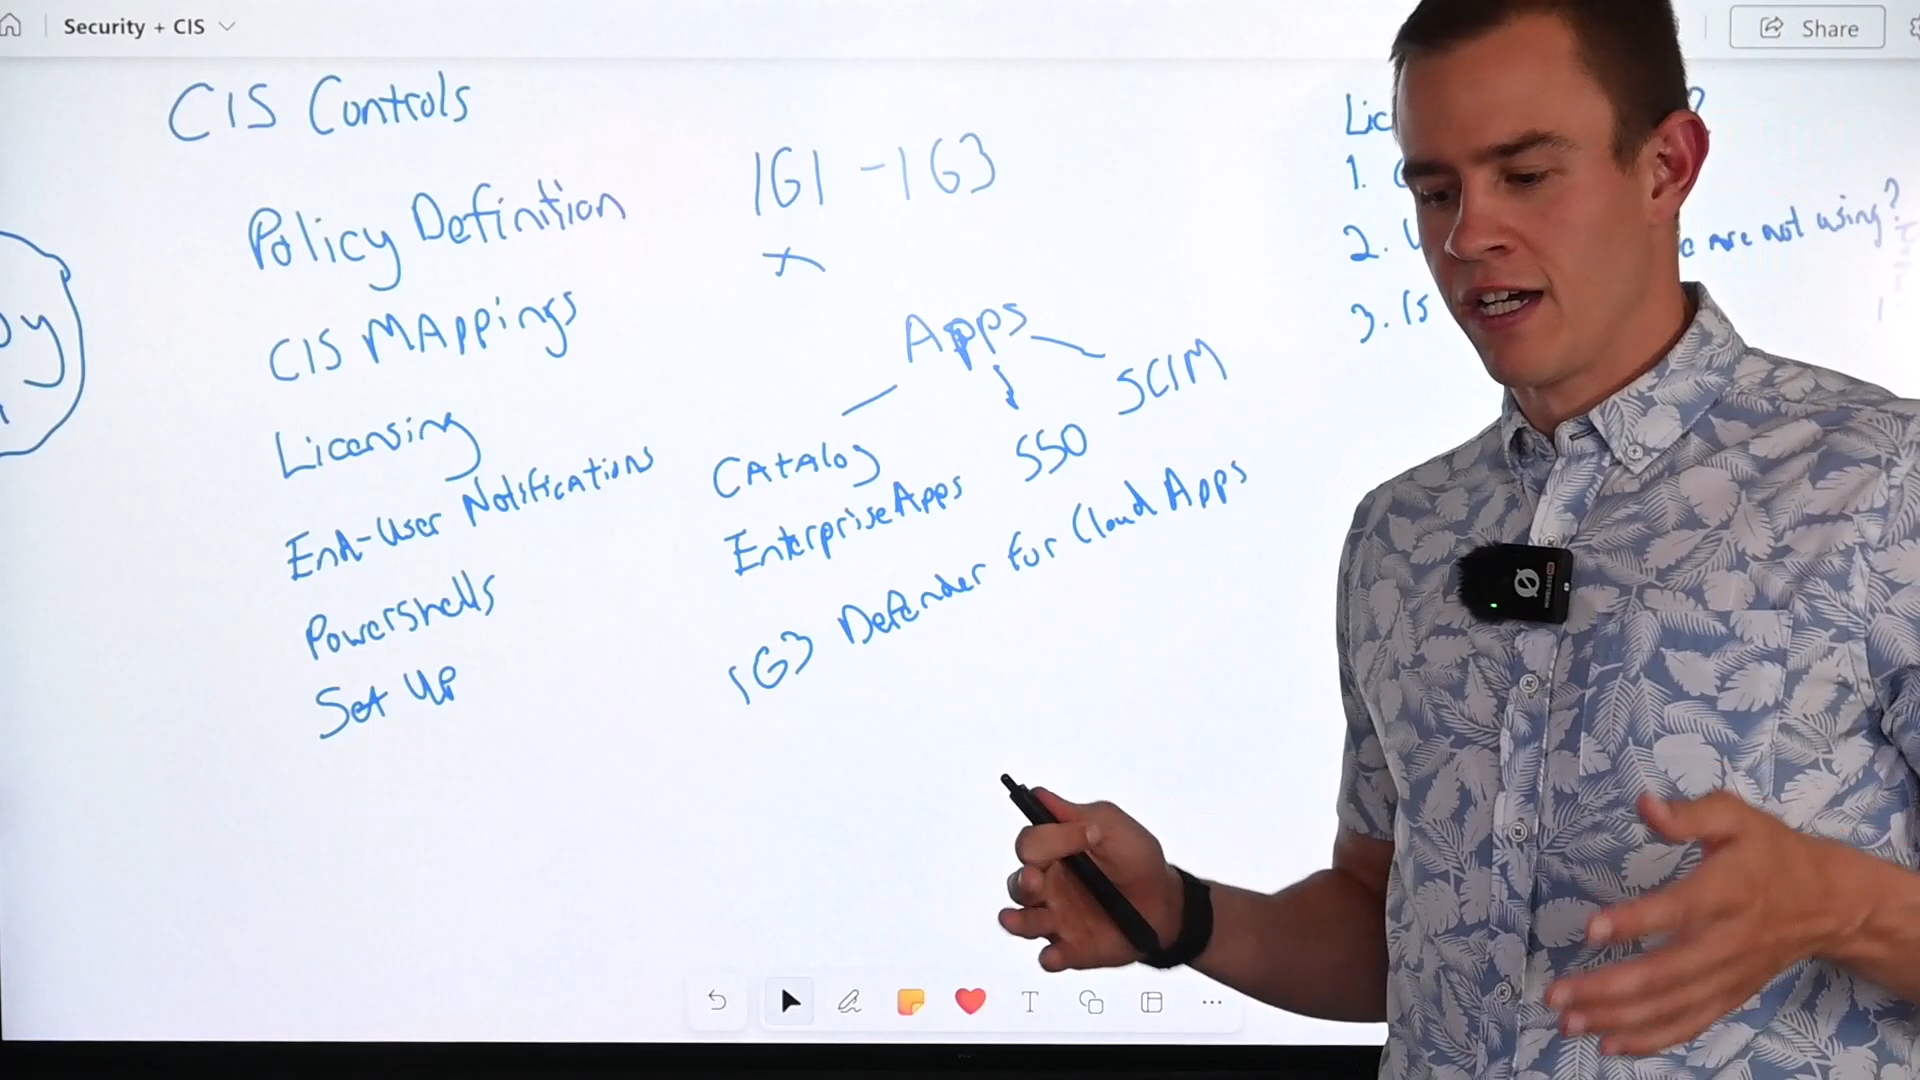 Security + CIS
Share
CIS Controls
Policy Definition
CIS MAppings
Licensing
End-User Notifications
Powershells
Set Up
IG1 - IG3
Apps
SCIM
SSO
CAtAlog
Enterprise Apps
IG3 Defender for Cloud Apps
Lic ?
1.
2. are not using?
3. Is
T